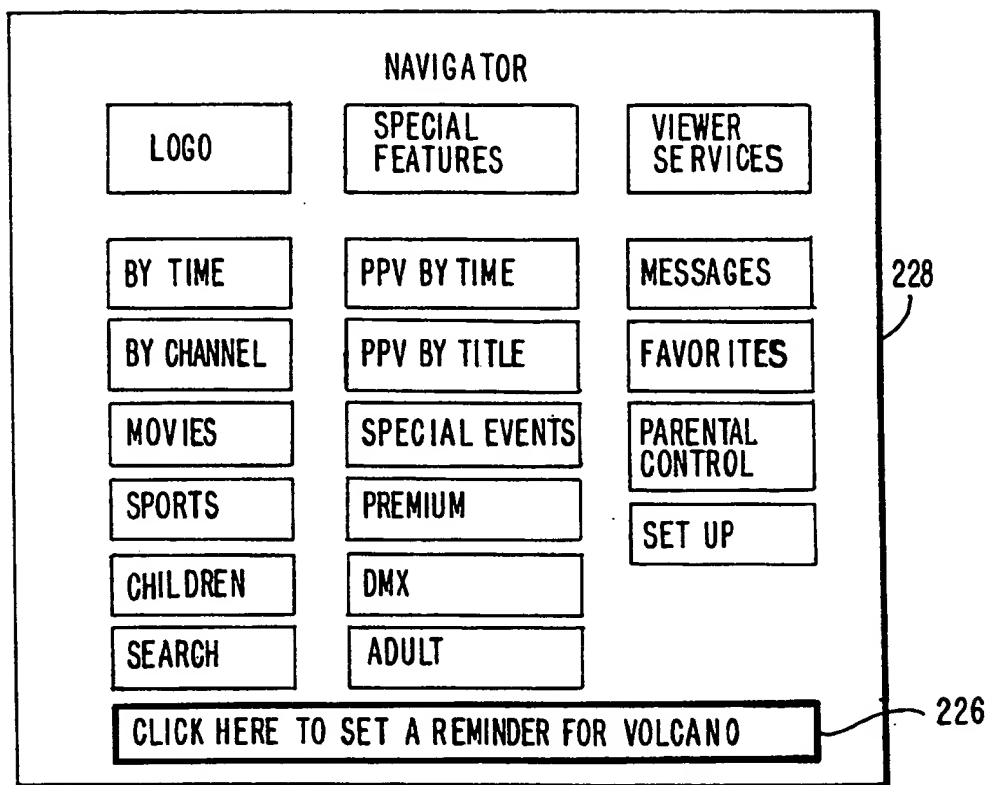 NAVIGATOR
LOGO
SPECIAL
FEATURES
VIEWER
SERVICES
BY TIME
PPV BY TIME
MESSAGES
BY CHANNEL
PPV BY TITLE
FAVORITES
MOVIES
SPECIAL EVENTS
PARENTAL
CONTROL
SPORTS
PREMIUM
SET UP
CHILDREN
DMX
SEARCH
ADULT
CLICK HERE TO SET A REMINDER FOR VOLCANO
228
226